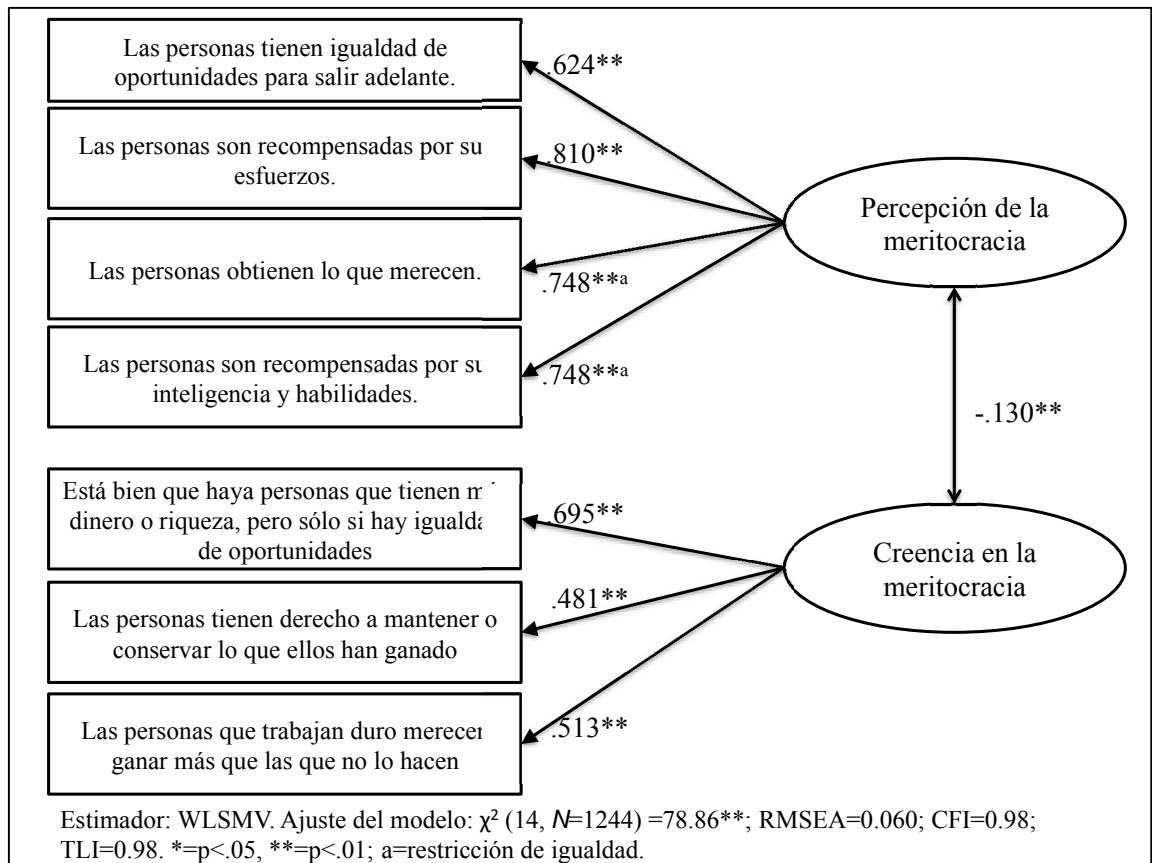 Las personas tienen igualdad de
oportunidades para salir adelante.
.624**
Las personas son recompensadas por su
esfuerzos.
.810**
Las personas obtienen lo que merecen.
.748**a
Las personas son recompensadas por su
inteligencia y habilidades.
.748**a
Percepción de la
meritocracia
-.130**
Está bien que haya personas que tienen m
dinero o riqueza, pero sólo si hay igualda
de oportunidades
.695**
Las personas tienen derecho a mantener o
conservar lo que ellos han ganado
.481**
Las personas que trabajan duro merecen
ganar más que las que no lo hacen
.513**
Creencia en la
meritocracia
Estimador: WLSMV. Ajuste del modelo: χ² (14, N=1244) =78.86**; RMSEA=0.060; CFI=0.98;
TLI=0.98. *=p<.05, **=p<.01; a=restricción de igualdad.